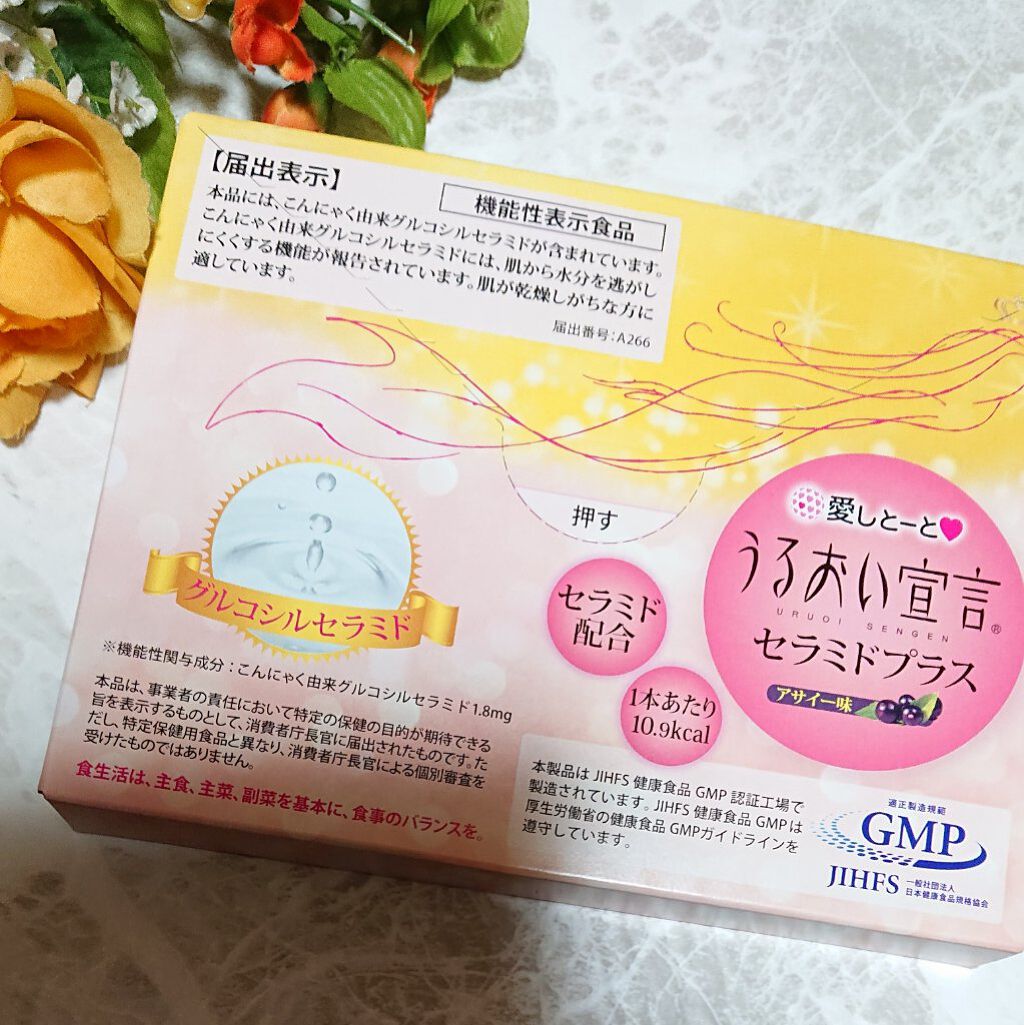 【届出表示】
機能性表示食品
本品には、こんにゃく由来グルコシルセラミドが含まれています。
こんにゃく由来グルコシルセラミドには、肌から水分を逃がし
にくくする機能が報告されています。肌が乾燥しがちな方に
適しています。
届出番号:A266
押す
愛しとーと
うるおい宣言®
URUOI SENGEN
セラミドプラス
アサイー味
セラミド
配合
1本あたり
10.9kcal
グルコシルセラミド
※機能性関与成分:こんにゃく由来グルコシルセラミド1.8mg
本品は、事業者の責任において特定の保健の目的が期待できる
旨を表示するものとして、消費者庁長官に届出されたものです。た
だし、特定保健用食品と異なり、消費者庁長官による個別審査を
受けたものではありません。
食生活は、主食、主菜、副菜を基本に、食事のバランスを。
本製品は JIHFS 健康食品 GMP 認証工場で
製造されています。JIHFS 健康食品 GMPは
厚生労働省の健康食品 GMPガイドラインを
遵守しています。
適正製造規範
GMP
JIHFS
一般社団法人
日本健康食品規格協会